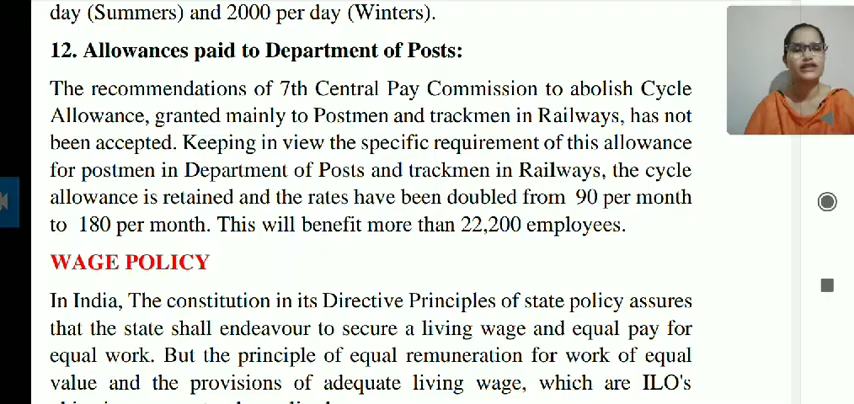 day (Summers) and 2000 per day (Winters).
12. Allowances paid to Department of Posts:
The recommendations of 7th Central Pay Commission to abolish Cycle
Allowance, granted mainly to Postmen and trackmen in Railways, has not
been accepted. Keeping in view the specific requirement of this allowance
for postmen in Department of Posts and trackmen in Railways, the cycle
allowance is retained and the rates have been doubled from 90 per month
to 180 per month. This will benefit more than 22,200 employees.
WAGE POLICY
In India, The constitution in its Directive Principles of state policy assures
that the state shall endeavour to secure a living wage and equal pay for
equal work. But the principle of equal remuneration for work of equal
value and the provisions of adequate living wage, which are ILO's